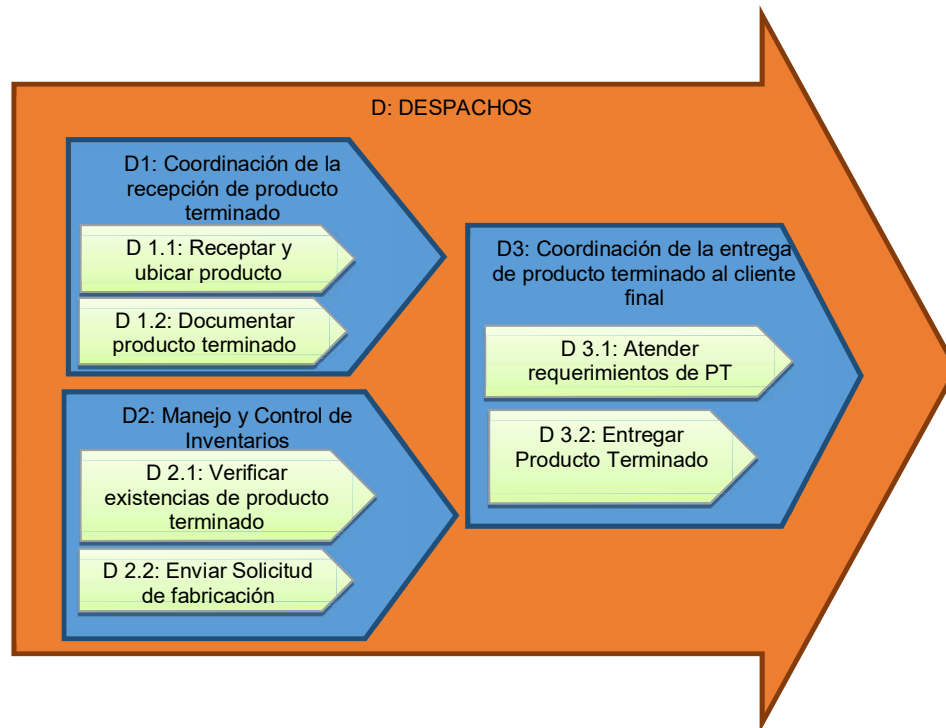 D: DESPACHOS
D1: Coordinación de la
recepción de producto
terminado
D 1.1: Receptar y
ubicar producto
D 1.2: Documentar
producto terminado
D2: Manejo y Control de
Inventarios
D 2.1: Verificar
existencias de producto
terminado
D 2.2: Enviar Solicitud
de fabricación
D3: Coordinación de la entrega
de producto terminado al cliente
final
D 3.1: Atender
requerimientos de PT
D 3.2: Entregar
Producto Terminado